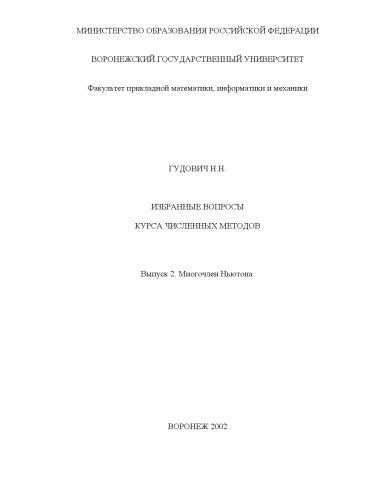 МИНИСТЕРСТВО ОБРАЗОВАНИЯ РОССИЙСКОЙ ФЕДЕРАЦИИ
ВОРОНЕЖСКИЙ ГОСУДАРСТВЕННЫЙ УНИВЕРСИТЕТ
Факультет прикладной математики, информатики и механики
ГУДОВИЧ Н.Н.
ИЗБРАННЫЕ ВОПРОСЫ
КУРСА ЧИСЛЕННЫХ МЕТОДОВ
Выпуск 2. Многочлен Ньютона.
ВОРОНЕЖ 2002